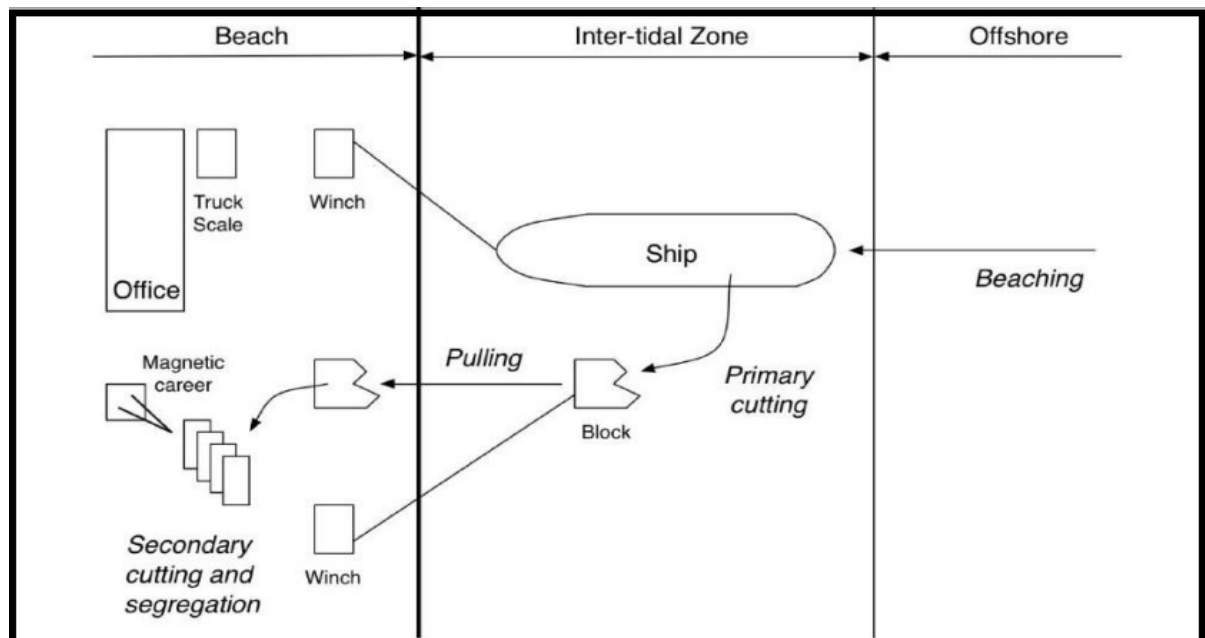 Beach
Inter-tidal Zone
Offshore
Truck
Scale
Winch
Office
Ship
Beaching
Magnetic
career
Pulling
Primary
cutting
Block
Secondary
cutting and
segregation
Winch